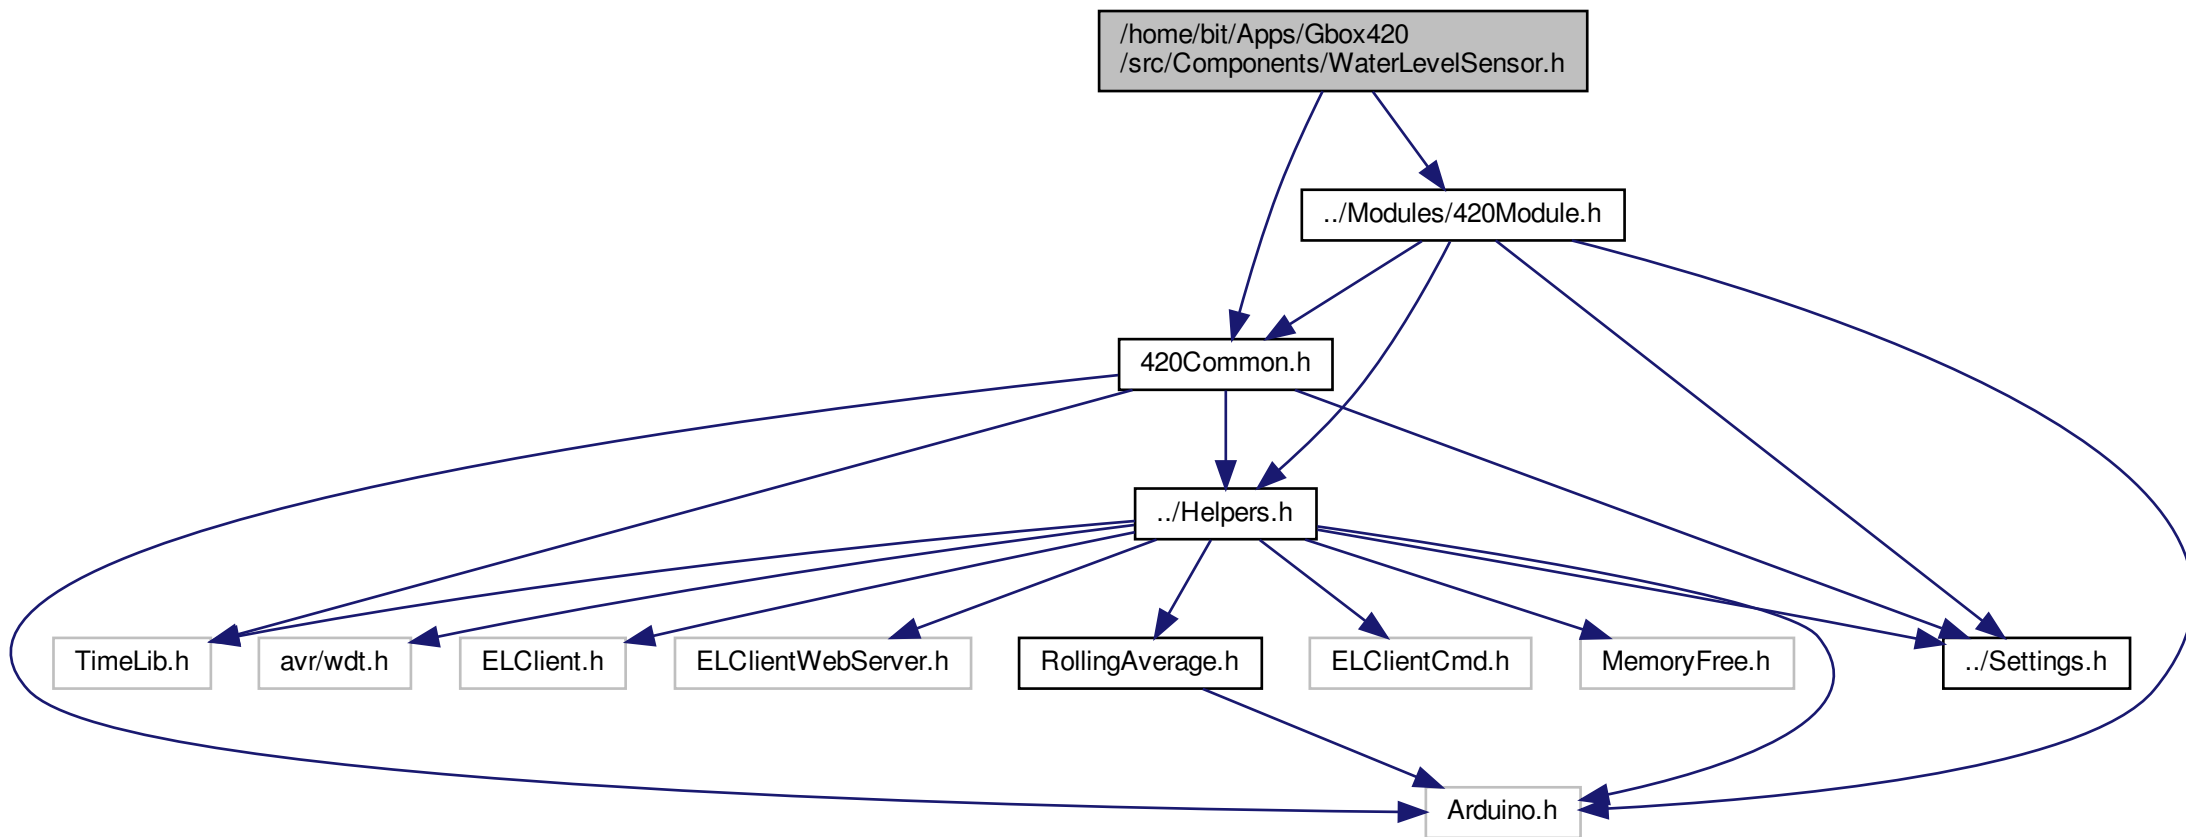 /home/bit/Apps/Gbox420
/src/Components/WaterLevelSensor.h
../Modules/420Module.h
420Common.h
../Helpers.h
TimeLib.h
avr/wdt.h
ELClient.h
ELClientWebServer.h
RollingAverage.h
ELClientCmd.h
MemoryFree.h
../Settings.h
Arduino.h